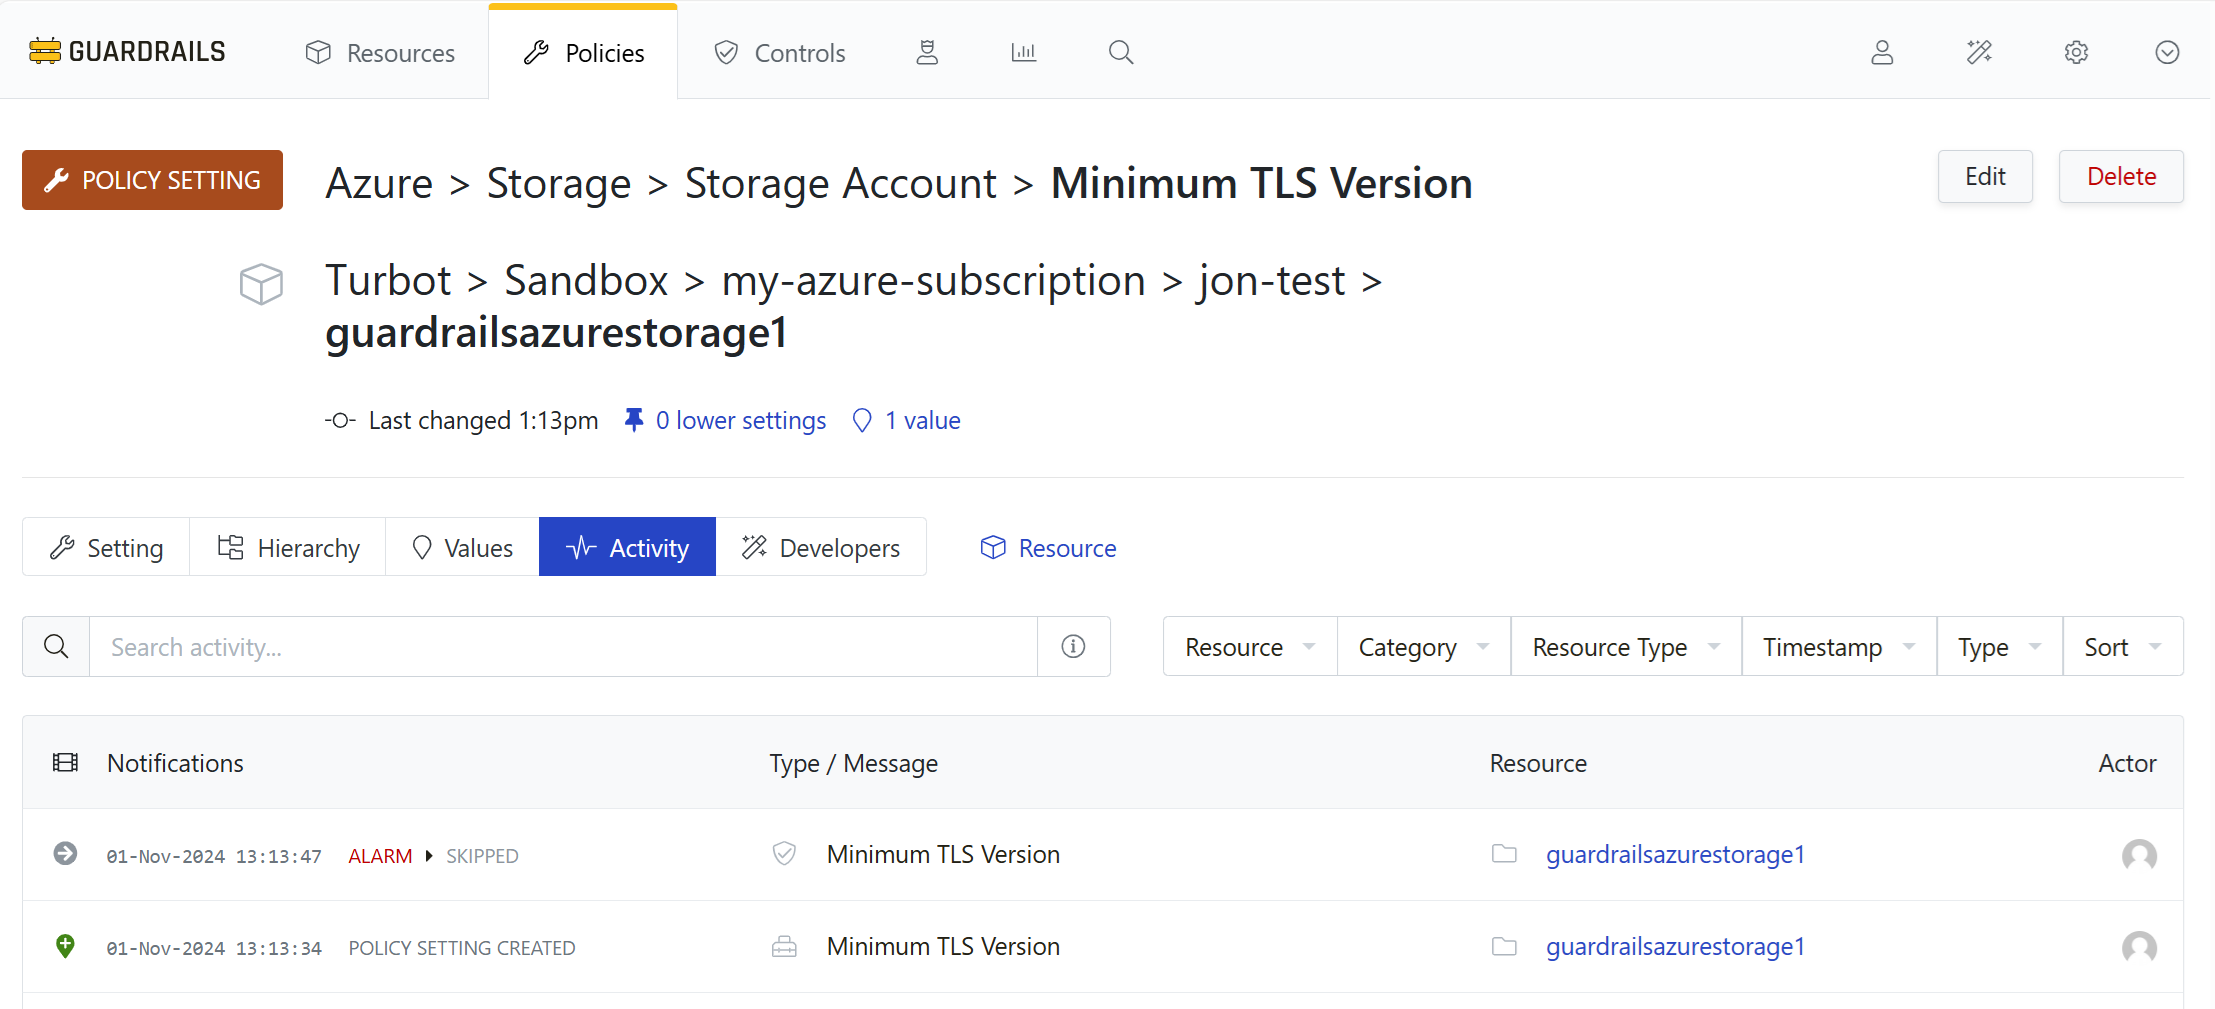 GUARDRAILS Resources Policies Controls
POLICY SETTING Azure > Storage > Storage Account > Minimum TLS Version Edit Delete
Turbot > Sandbox > my-azure-subscription > jon-test >
guardrailsazurestorage1
Last changed 1:13pm 0 lower settings 1 value
Setting Hierarchy Values Activity Developers Resource
Search activity... Resource Category Resource Type Timestamp Type Sort
Notifications Type / Message Resource Actor
01-Nov-2024 13:13:47 ALARM SKIPPED Minimum TLS Version guardrailsazurestorage1
01-Nov-2024 13:13:34 POLICY SETTING CREATED Minimum TLS Version guardrailsazurestorage1